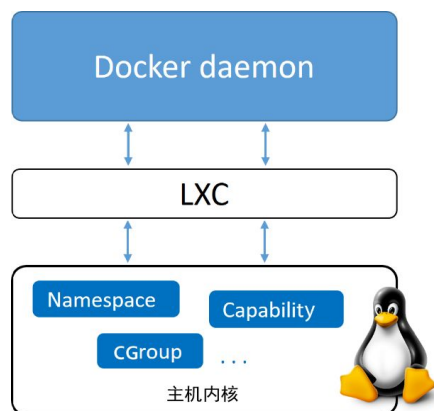 Docker daemon
LXC
Namespace
Capability
CGroup
...
主机内核